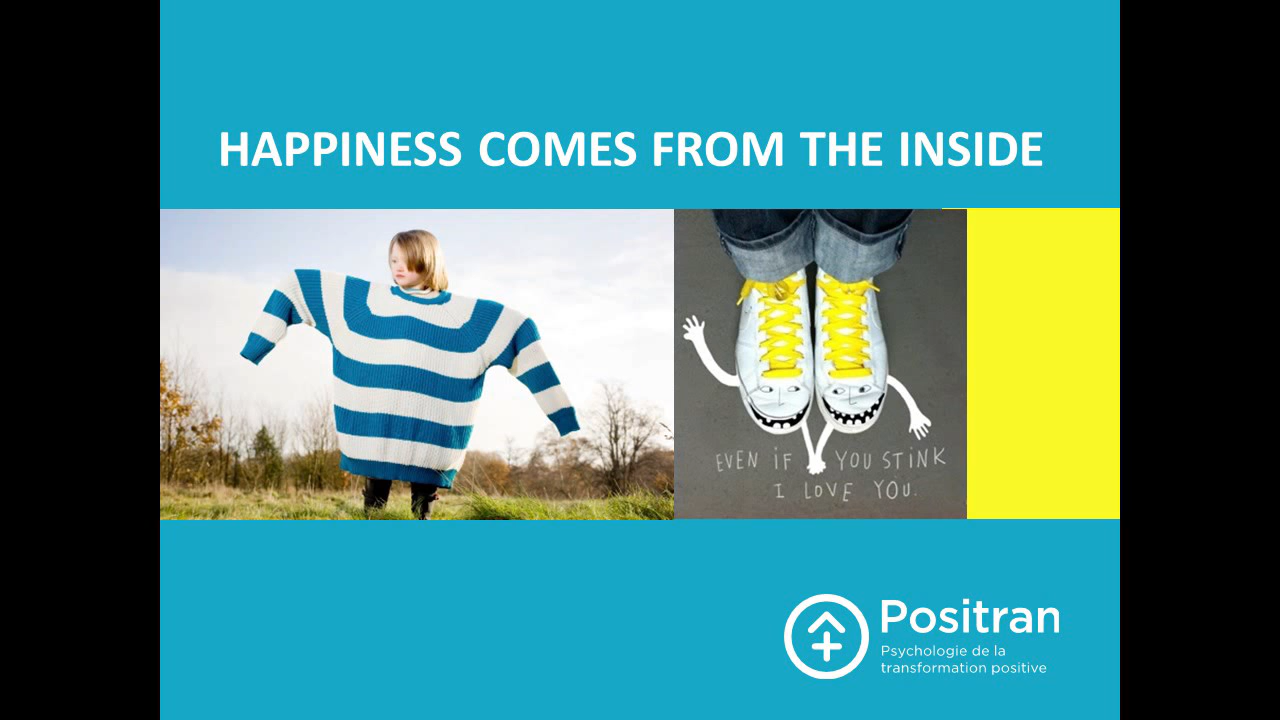 HAPPINESS COMES FROM THE INSIDE
EVEN iF YOU STiNK
I LOVE YOU.
Positran
Psychologie de la
transformation positive